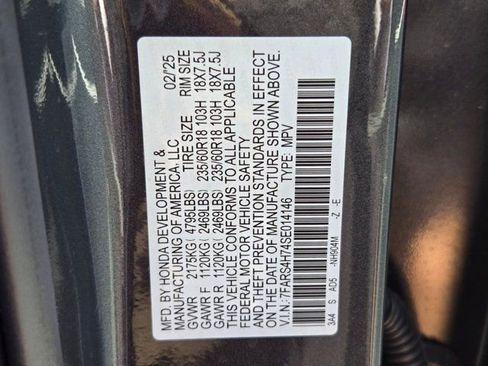 MFD. BY HONDA DEVELOPMENT &
MANUFACTURING OF AMERICA, LLC 02/'25
GVWR 2175KG( 4795LBS) TIRE SIZE RIM SIZE
GAWR F 1120KG( 2469LBS) 235/60R18 103H 18X7.5J
GAWR R 1120KG( 2469LBS) 235/60R18 103H 18X7.5J
THIS VEHICLE CONFORMS TO ALL APPLICABLE
FEDERAL MOTOR VEHICLE SAFETY
AND THEFT PREVENTION STANDARDS IN EFFECT
ON THE DATE OF MANUFACTURE SHOWN ABOVE.
V.I.N.:7FARS4H74SE014146 TYPE: MPV
3A4 S A05 -NH904M -Z -E